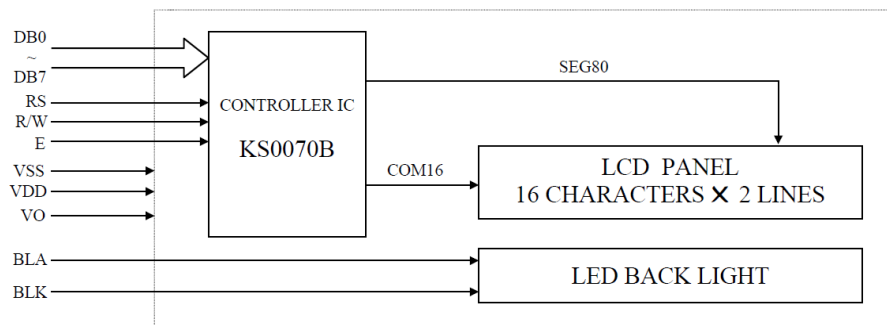 DB0
~
DB7
RS
R/W
E
VSS
VDD
VO
BLA
BLK
CONTROLLER IC
KS0070B
SEG80
COM16
LCD PANEL
16 CHARACTERS X 2 LINES
LED BACK LIGHT